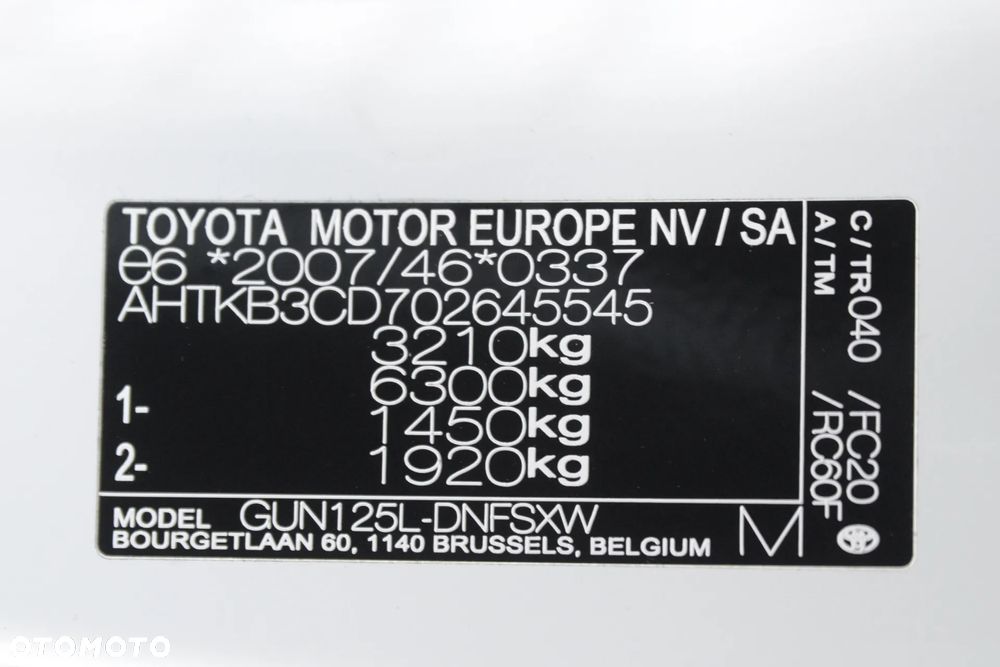 TOYOTA MOTOR EUROPE NV / SA
e6 *2007/46*0337
AHTKB3CD702645545
3210kg
6300kg
1- 1450kg
2- 1920kg
MODEL GUN125L-DNFSXW
BOURGETLAAN 60, 1140 BRUSSELS, BELGIUM
M
C / TR 040 /FC20
A / TM /RC60F
OTOMOTO